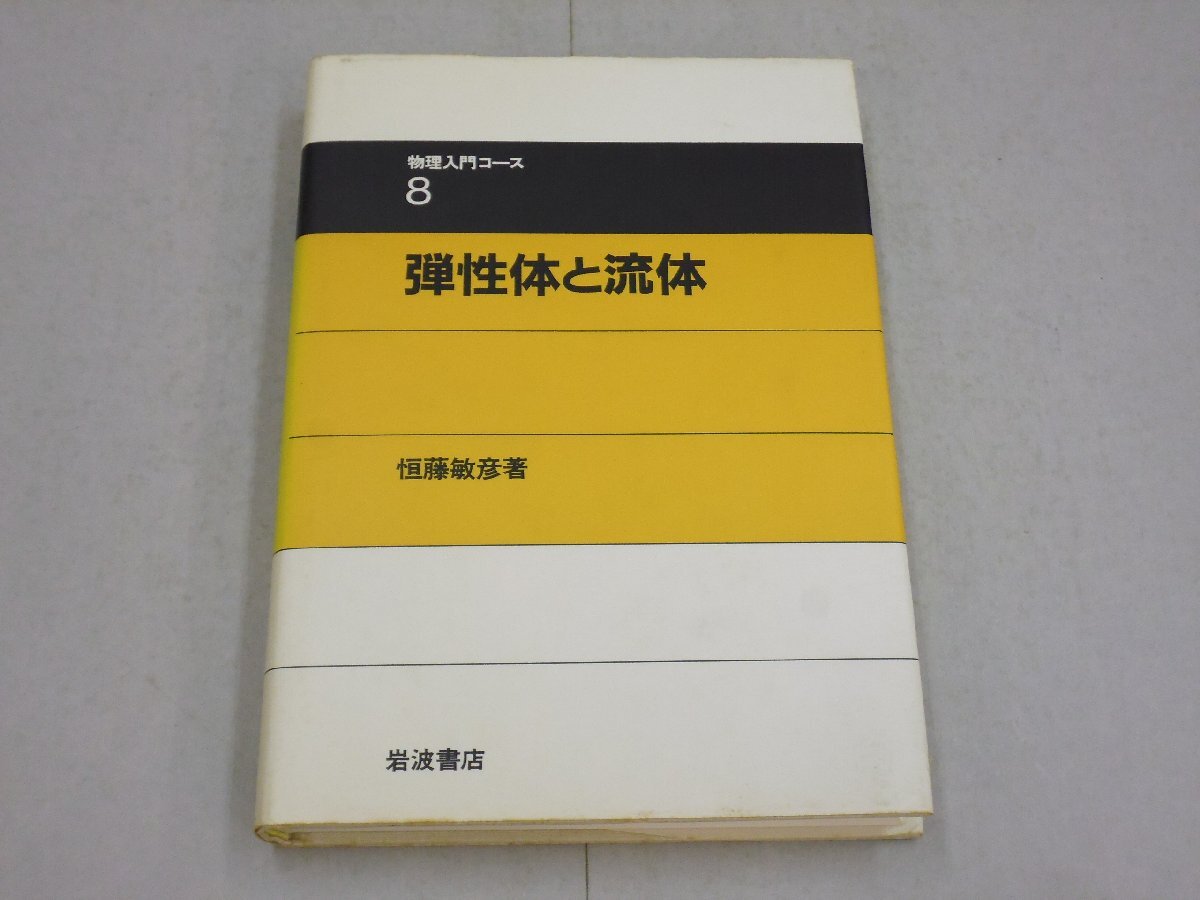 物理入門コース
8
弾性体と流体
恒藤敏彦著
岩波書店